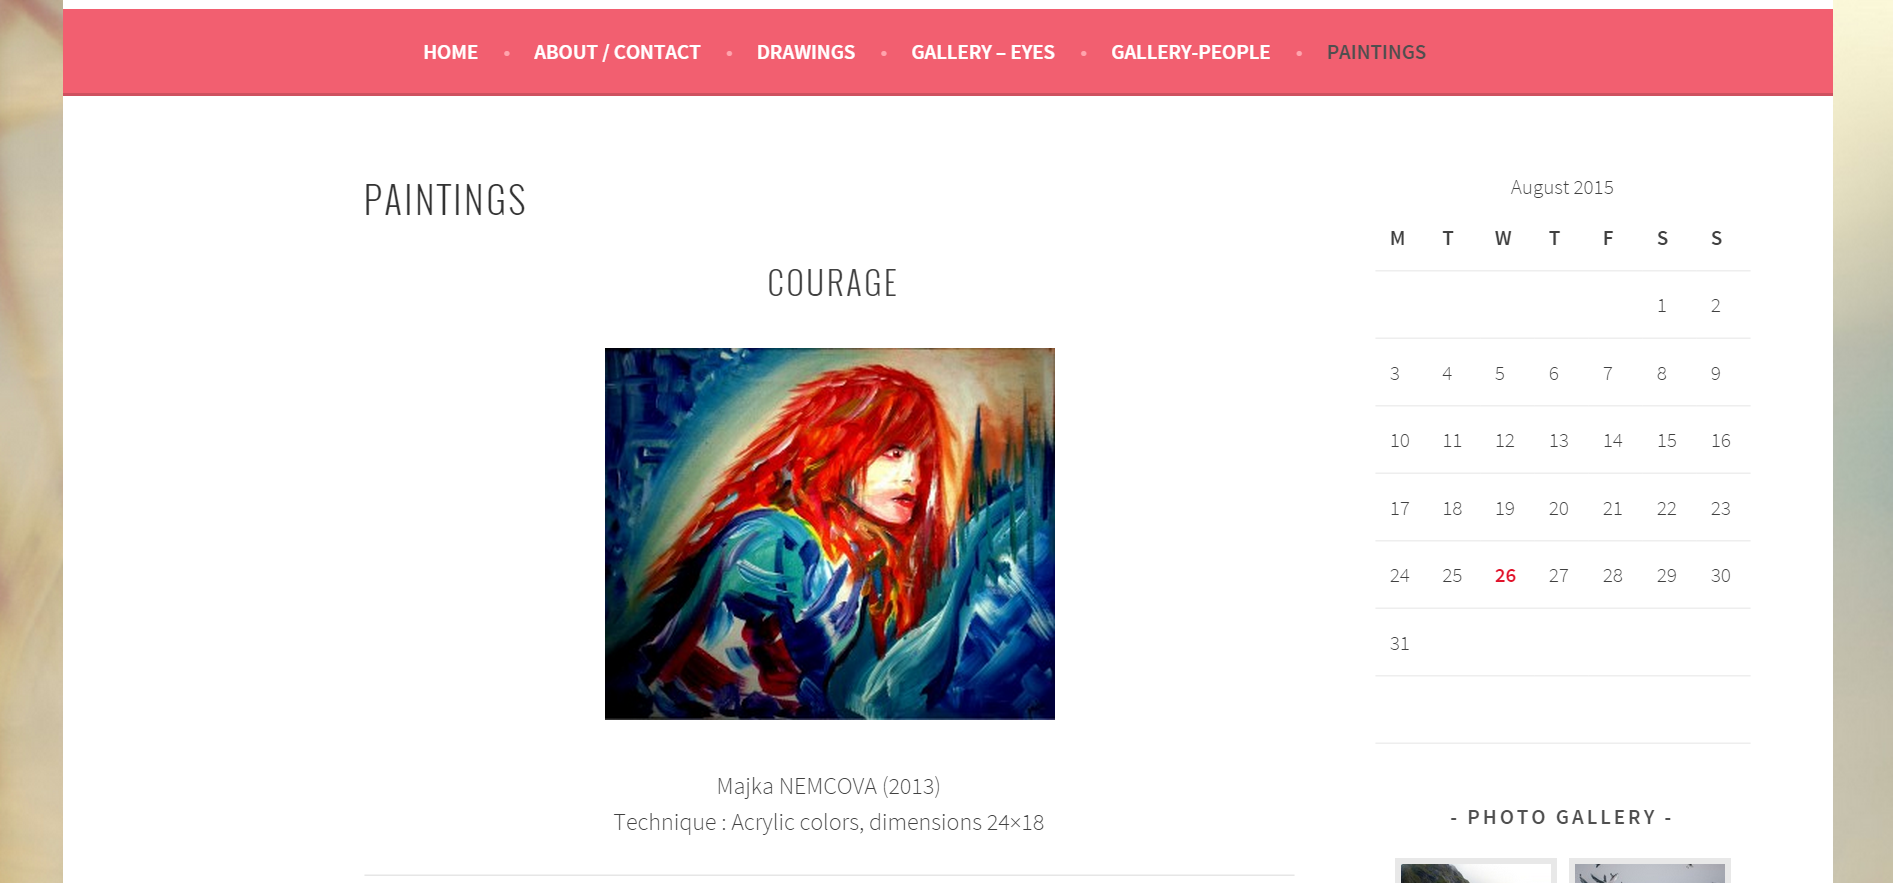 HOME • ABOUT / CONTACT • DRAWINGS • GALLERY – EYES • GALLERY-PEOPLE • PAINTINGS
PAINTINGS
COURAGE
Majka NEMCOVA (2013)
Technique : Acrylic colors, dimensions 24×18
August 2015
M T W T F S S
1 2
3 4 5 6 7 8 9
10 11 12 13 14 15 16
17 18 19 20 21 22 23
24 25 26 27 28 29 30
31
- PHOTO GALLERY -